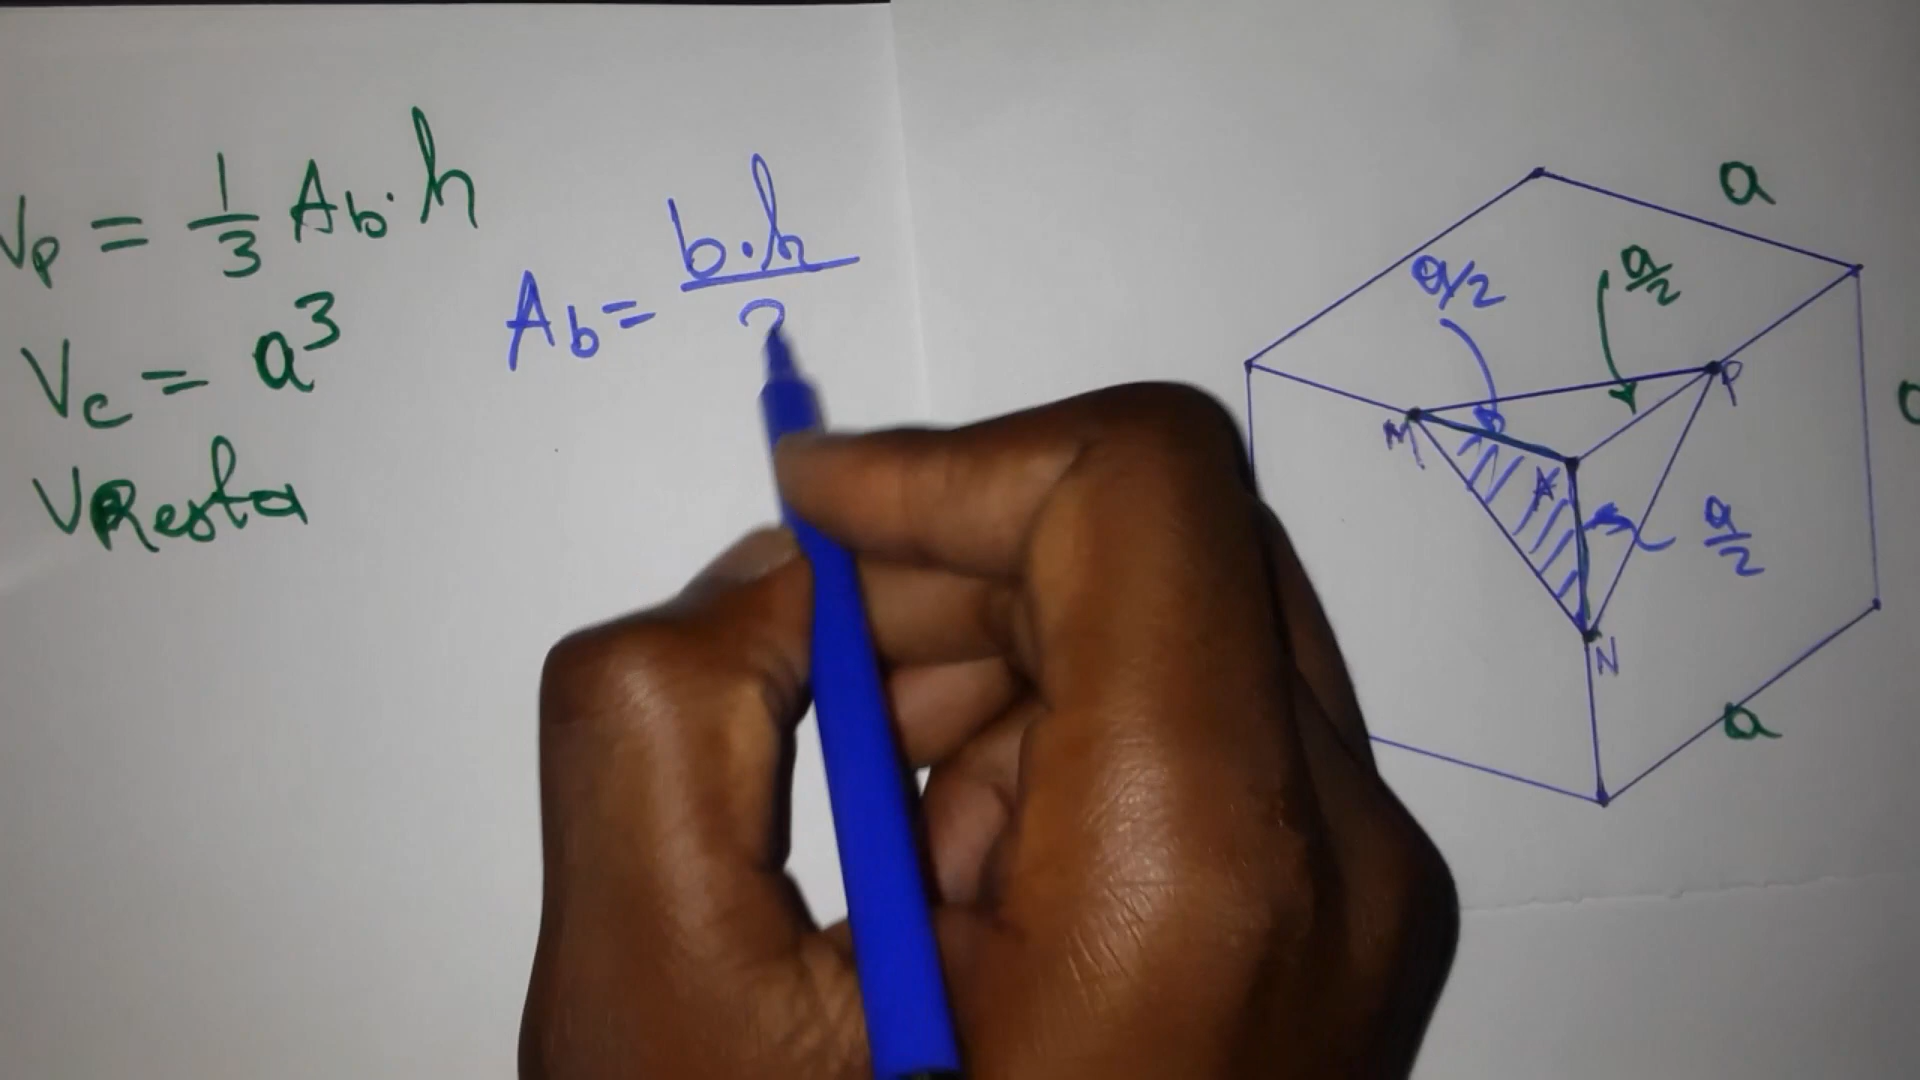 Vp = 1/3 Ab . h
Vc = a³
VResta
Ab = b.h/2
a
a/2
a/2
P
M
A
a/2
N
a